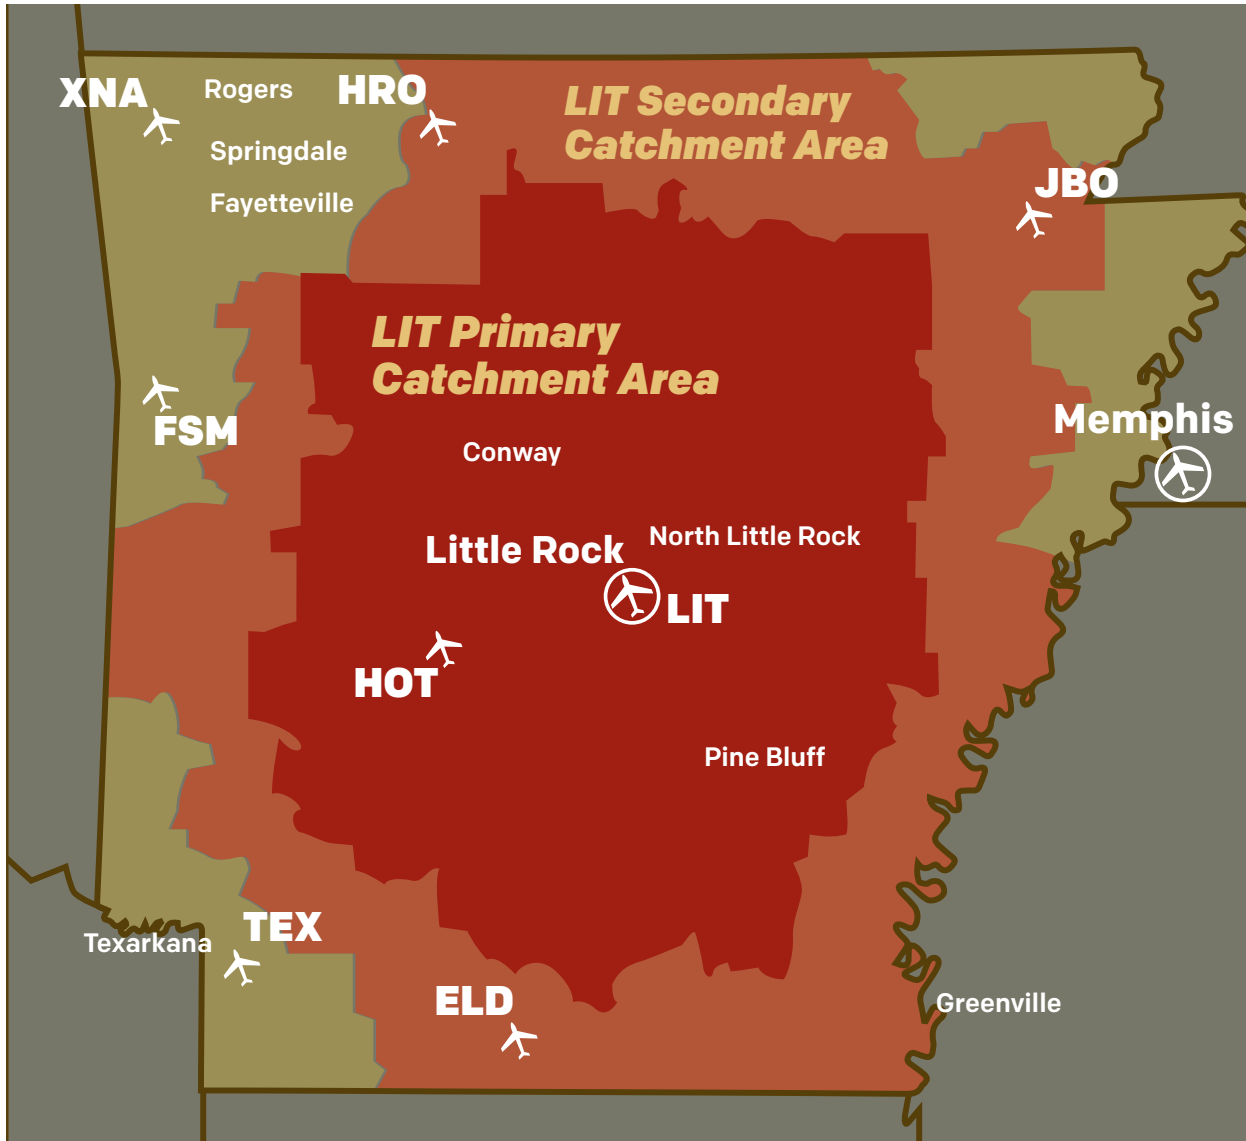 XNA
Rogers
HRO
LIT Secondary
Catchment Area
Springdale
JBO
Fayetteville
LIT Primary
Catchment Area
FSM
Memphis
Conway
North Little Rock
Little Rock
LIT
HOT
Pine Bluff
TEX
Texarkana
ELD
Greenville